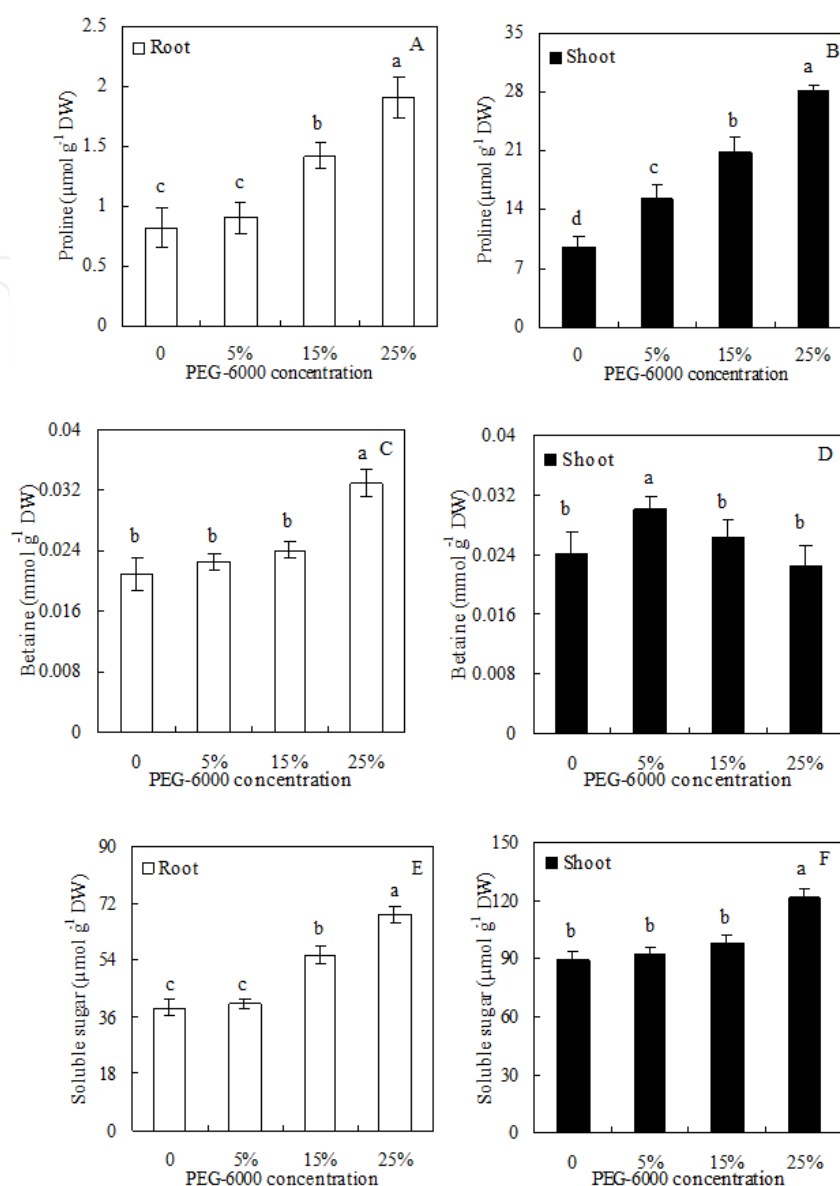 2.5
2
1.5
1
0.5
0
Proline (µmol g⁻¹ DW)
Root
A
c
c
b
a
0 5% 15% 25%
PEG-6000 concentration
35
28
21
14
7
0
Proline (µmol g⁻¹ DW)
Shoot
B
d
c
b
a
0 5% 15% 25%
PEG-6000 concentration
0.04
0.032
0.024
0.016
0.008
0
Betaine (mmol g⁻¹ DW)
C
b
b
b
a
0 5% 15% 25%
PEG-6000 concentration
0.04
0.032
0.024
0.016
0.008
0
Betaine (mmol g⁻¹ DW)
Shoot
D
b
a
b
b
0 5% 15% 25%
PEG-6000 concentration
90
72
54
36
18
0
Soluble sugar (µmol g⁻¹ DW)
Root
E
c
c
b
a
0 5% 15% 25%
PEG-6000 concentration
150
120
90
60
30
0
Soluble sugar (µmol g⁻¹ DW)
Shoot
F
b
b
b
a
0 5% 15% 25%
PEG-6000 concentration